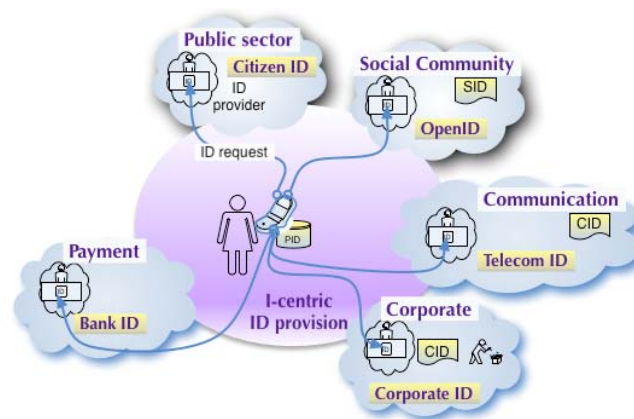 Public sector
Citizen ID
ID
provider
Social Community
SID
OpenID
ID request
Communication
CID
Telecom ID
PID
Payment
Bank ID
I-centric
ID provision
Corporate
CID
Corporate ID